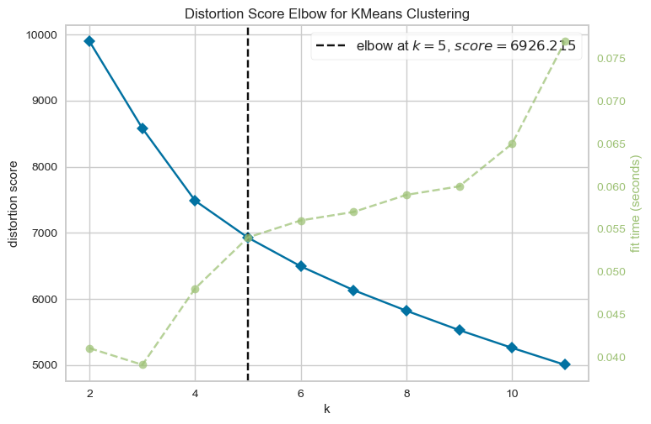 Distortion Score Elbow for KMeans Clustering
elbow at k = 5, score = 6926.215
distortion score
10000
9000
8000
7000
6000
5000
0.075
0.070
0.065
0.060
0.055
0.050
0.045
0.040
fit time (seconds)
2 4 6 8 10
k